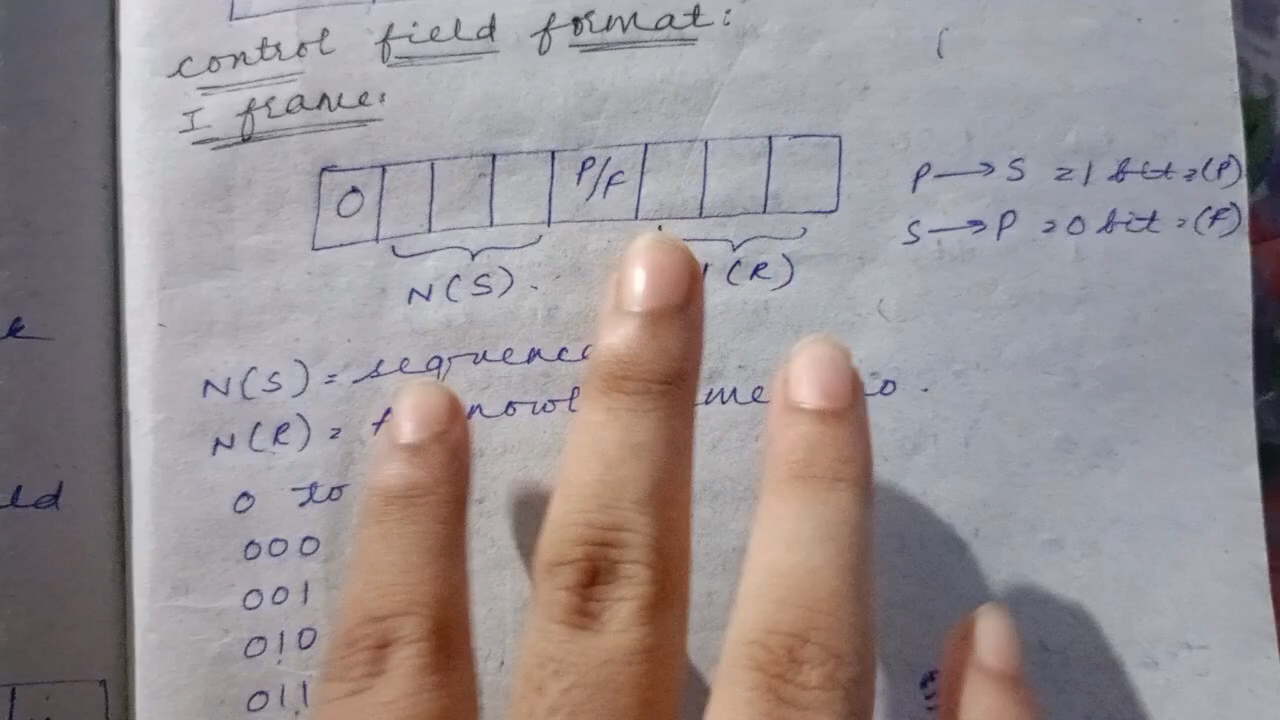 control field format:
I frame:
0 P/F
P → S = 1 bit = (P)
S → P = 0 bit = (F)
N(S). (R)
N(S) = sequence
N(R) =
0 to
000
001
010
011